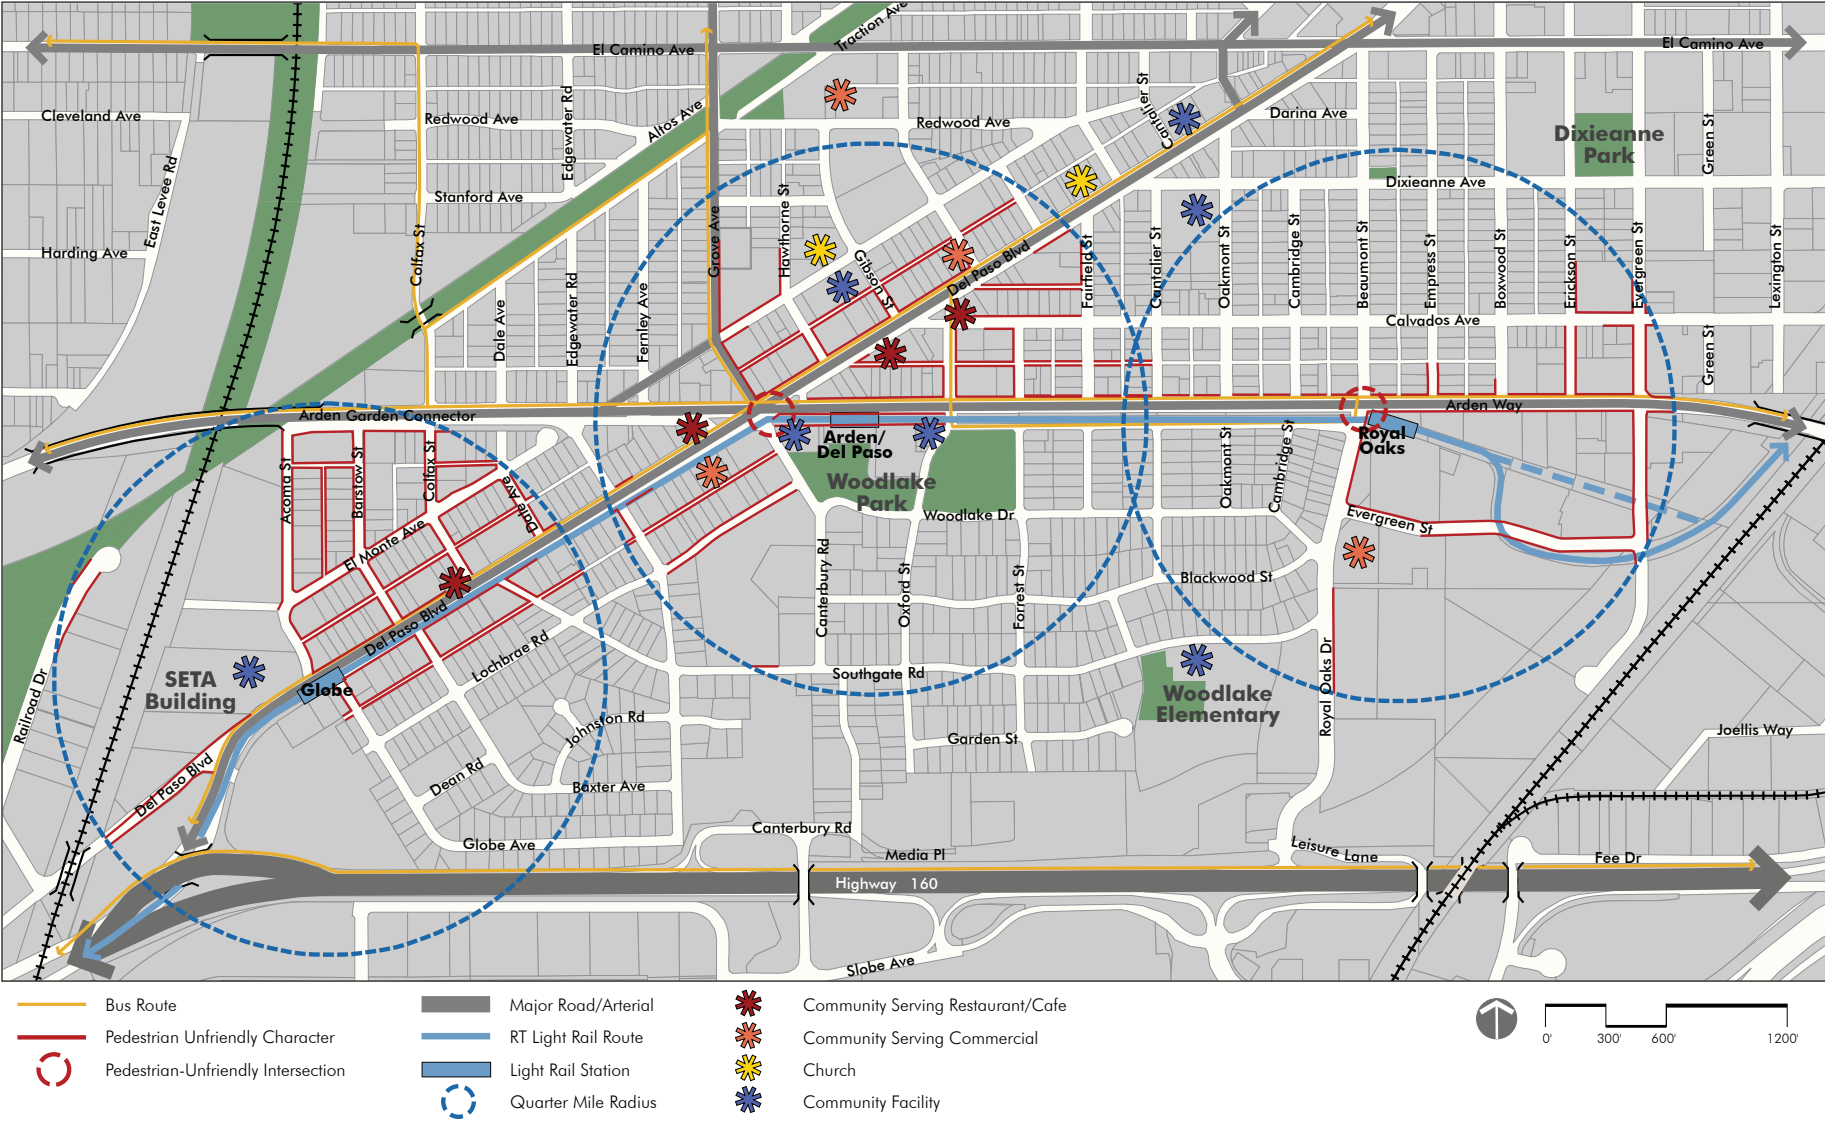 Traction Ave
El Camino Ave
El Camino Ave
Cleveland Ave
Redwood Ave
Edgewater Rd
Altos Ave
Redwood Ave
Cantalier St
Cantalier St
Darina Ave
Dixieanne
Park
Green St
East Levee Rd
Stanford Ave
Dixieanne Ave
Harding Ave
Colfax St
Grove Ave
Hawthorne St
Gibson St
Del Paso Blvd
Fairfield St
Cantalier St
Oakmont St
Cambridge St
Beaumont St
Empress St
Boxwood St
Erickson St
Evergreen St
Lexington St
Dale Ave
Edgewater Rd
Fernley Ave
Calvados Ave
Green St
Arden Garden Connector
Arden Way
Arden/
Del Paso
Royal
Oaks
Acoma St
Barstow St
Colfax St
Dale Ave
Woodlake
Park
Oakmont St
Cambridge St
Woodlake Dr
Evergreen St
El Monte Ave
Canterbury Rd
Oxford St
Forrest St
Blackwood St
Del Paso Blvd
Lochbrae Rd
SETA
Building
Globe
Southgate Rd
Woodlake
Elementary
Royal Oaks Dr
Railroad Dr
Johnston Rd
Garden St
Joellis Way
Del Paso Blvd
Dean Rd
Baxter Ave
Globe Ave
Canterbury Rd
Media Pl
Leisure Lane
Fee Dr
Highway 160
Slobe Ave
Bus Route
Pedestrian Unfriendly Character
Pedestrian-Unfriendly Intersection
Major Road/Arterial
RT Light Rail Route
Light Rail Station
Quarter Mile Radius
Community Serving Restaurant/Cafe
Community Serving Commercial
Church
Community Facility
0' 300' 600' 1200'